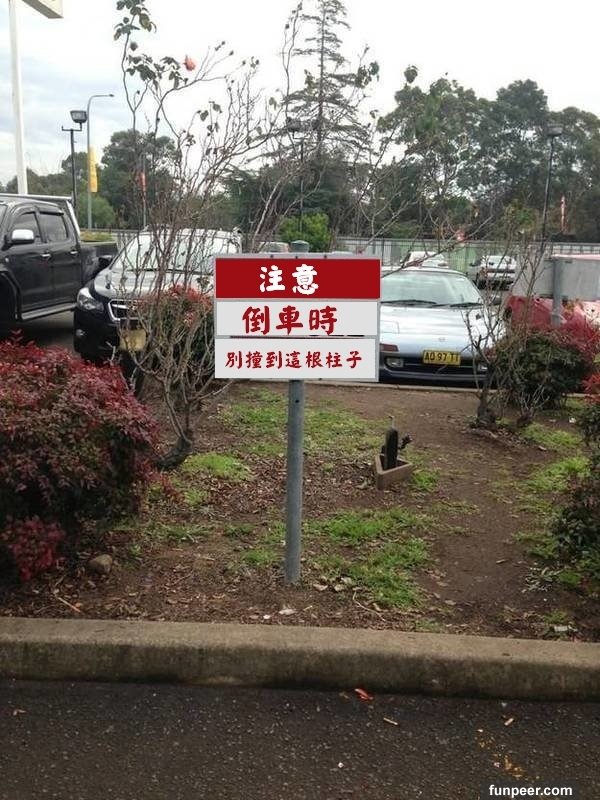 注意
倒車時
別撞到這根柱子
AO 97 TT
funpeer.com